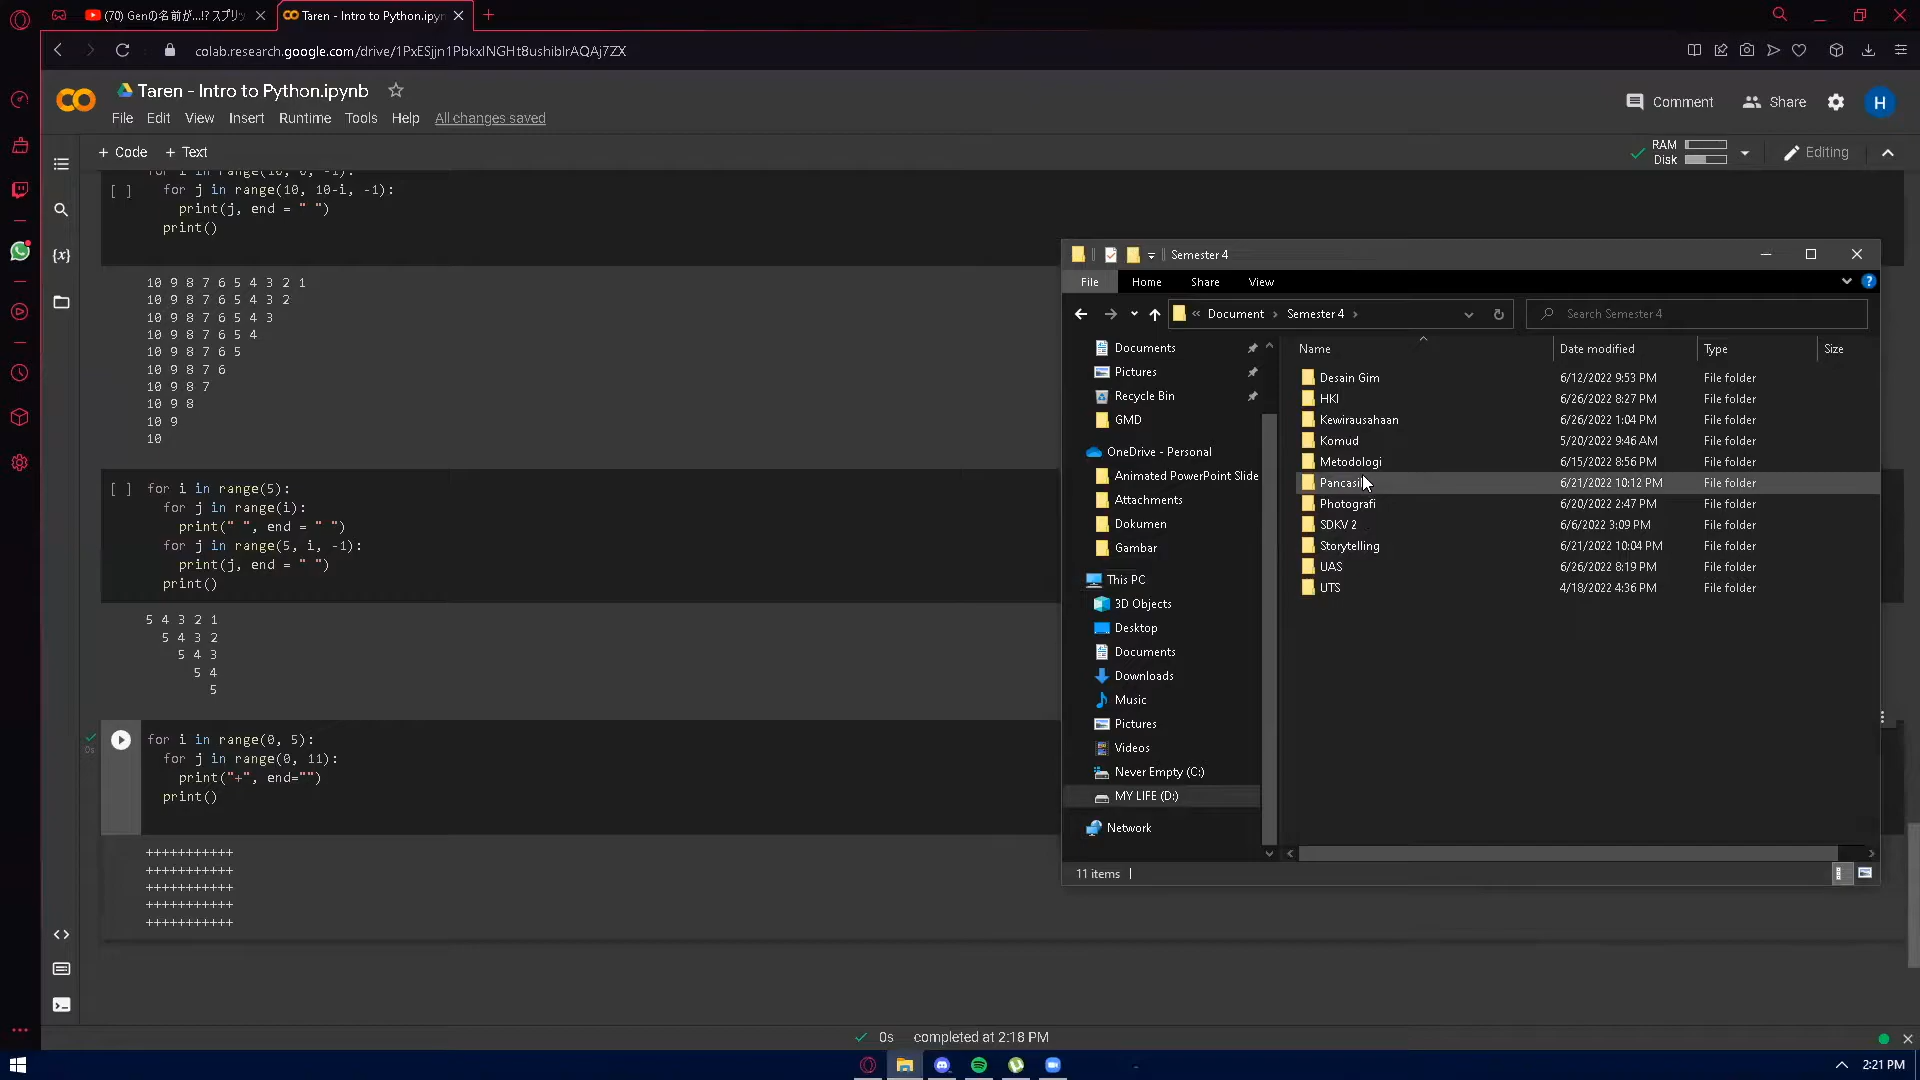 (70) Genの名前が...!? スプリッ
Taren - Intro to Python.ipyn
colab.research.google.com/drive/1PxESjjn1PbkxINGHt8ushiblrAQAj7ZX
Taren - Intro to Python.ipynb
Comment
Share
H
File Edit View Insert Runtime Tools Help All changes saved
+ Code + Text
RAM
Disk
Editing
for i in range(10, 0, -1):
[ ] for j in range(10, 10-i, -1):
print(j, end = " ")
print()
10 9 8 7 6 5 4 3 2 1
10 9 8 7 6 5 4 3 2
10 9 8 7 6 5 4 3
10 9 8 7 6 5 4
10 9 8 7 6 5
10 9 8 7 6
10 9 8 7
10 9 8
10 9
10
[ ] for i in range(5):
for j in range(i):
print(" ", end = " ")
for j in range(5, i, -1):
print(j, end = " ")
print()
5 4 3 2 1
5 4 3 2
5 4 3
5 4
5
0s
for i in range(0, 5):
for j in range(0, 11):
print("+", end="")
print()
+++++++++++
+++++++++++
+++++++++++
+++++++++++
+++++++++++
{x}
<>
0s completed at 2:18 PM
Semester 4
File Home Share View
« Document › Semester 4 ›
Search Semester 4
Documents
Pictures
Recycle Bin
GMD
OneDrive - Personal
Animated PowerPoint Slide
Attachments
Dokumen
Gambar
This PC
3D Objects
Desktop
Documents
Downloads
Music
Pictures
Videos
Never Empty (C:)
MY LIFE (D:)
Network
Name Date modified Type Size
Desain Gim 6/12/2022 9:53 PM File folder
HKI 6/26/2022 8:27 PM File folder
Kewirausahaan 6/26/2022 1:04 PM File folder
Komud 5/20/2022 9:46 AM File folder
Metodologi 6/15/2022 8:56 PM File folder
6/21/2022 10:12 PM File folder
Photografi 6/20/2022 2:47 PM File folder
SDKV 2 6/6/2022 3:09 PM File folder
Storytelling 6/21/2022 10:04 PM File folder
UAS 6/26/2022 8:19 PM File folder
UTS 4/18/2022 4:36 PM File folder
11 items
2:21 PM